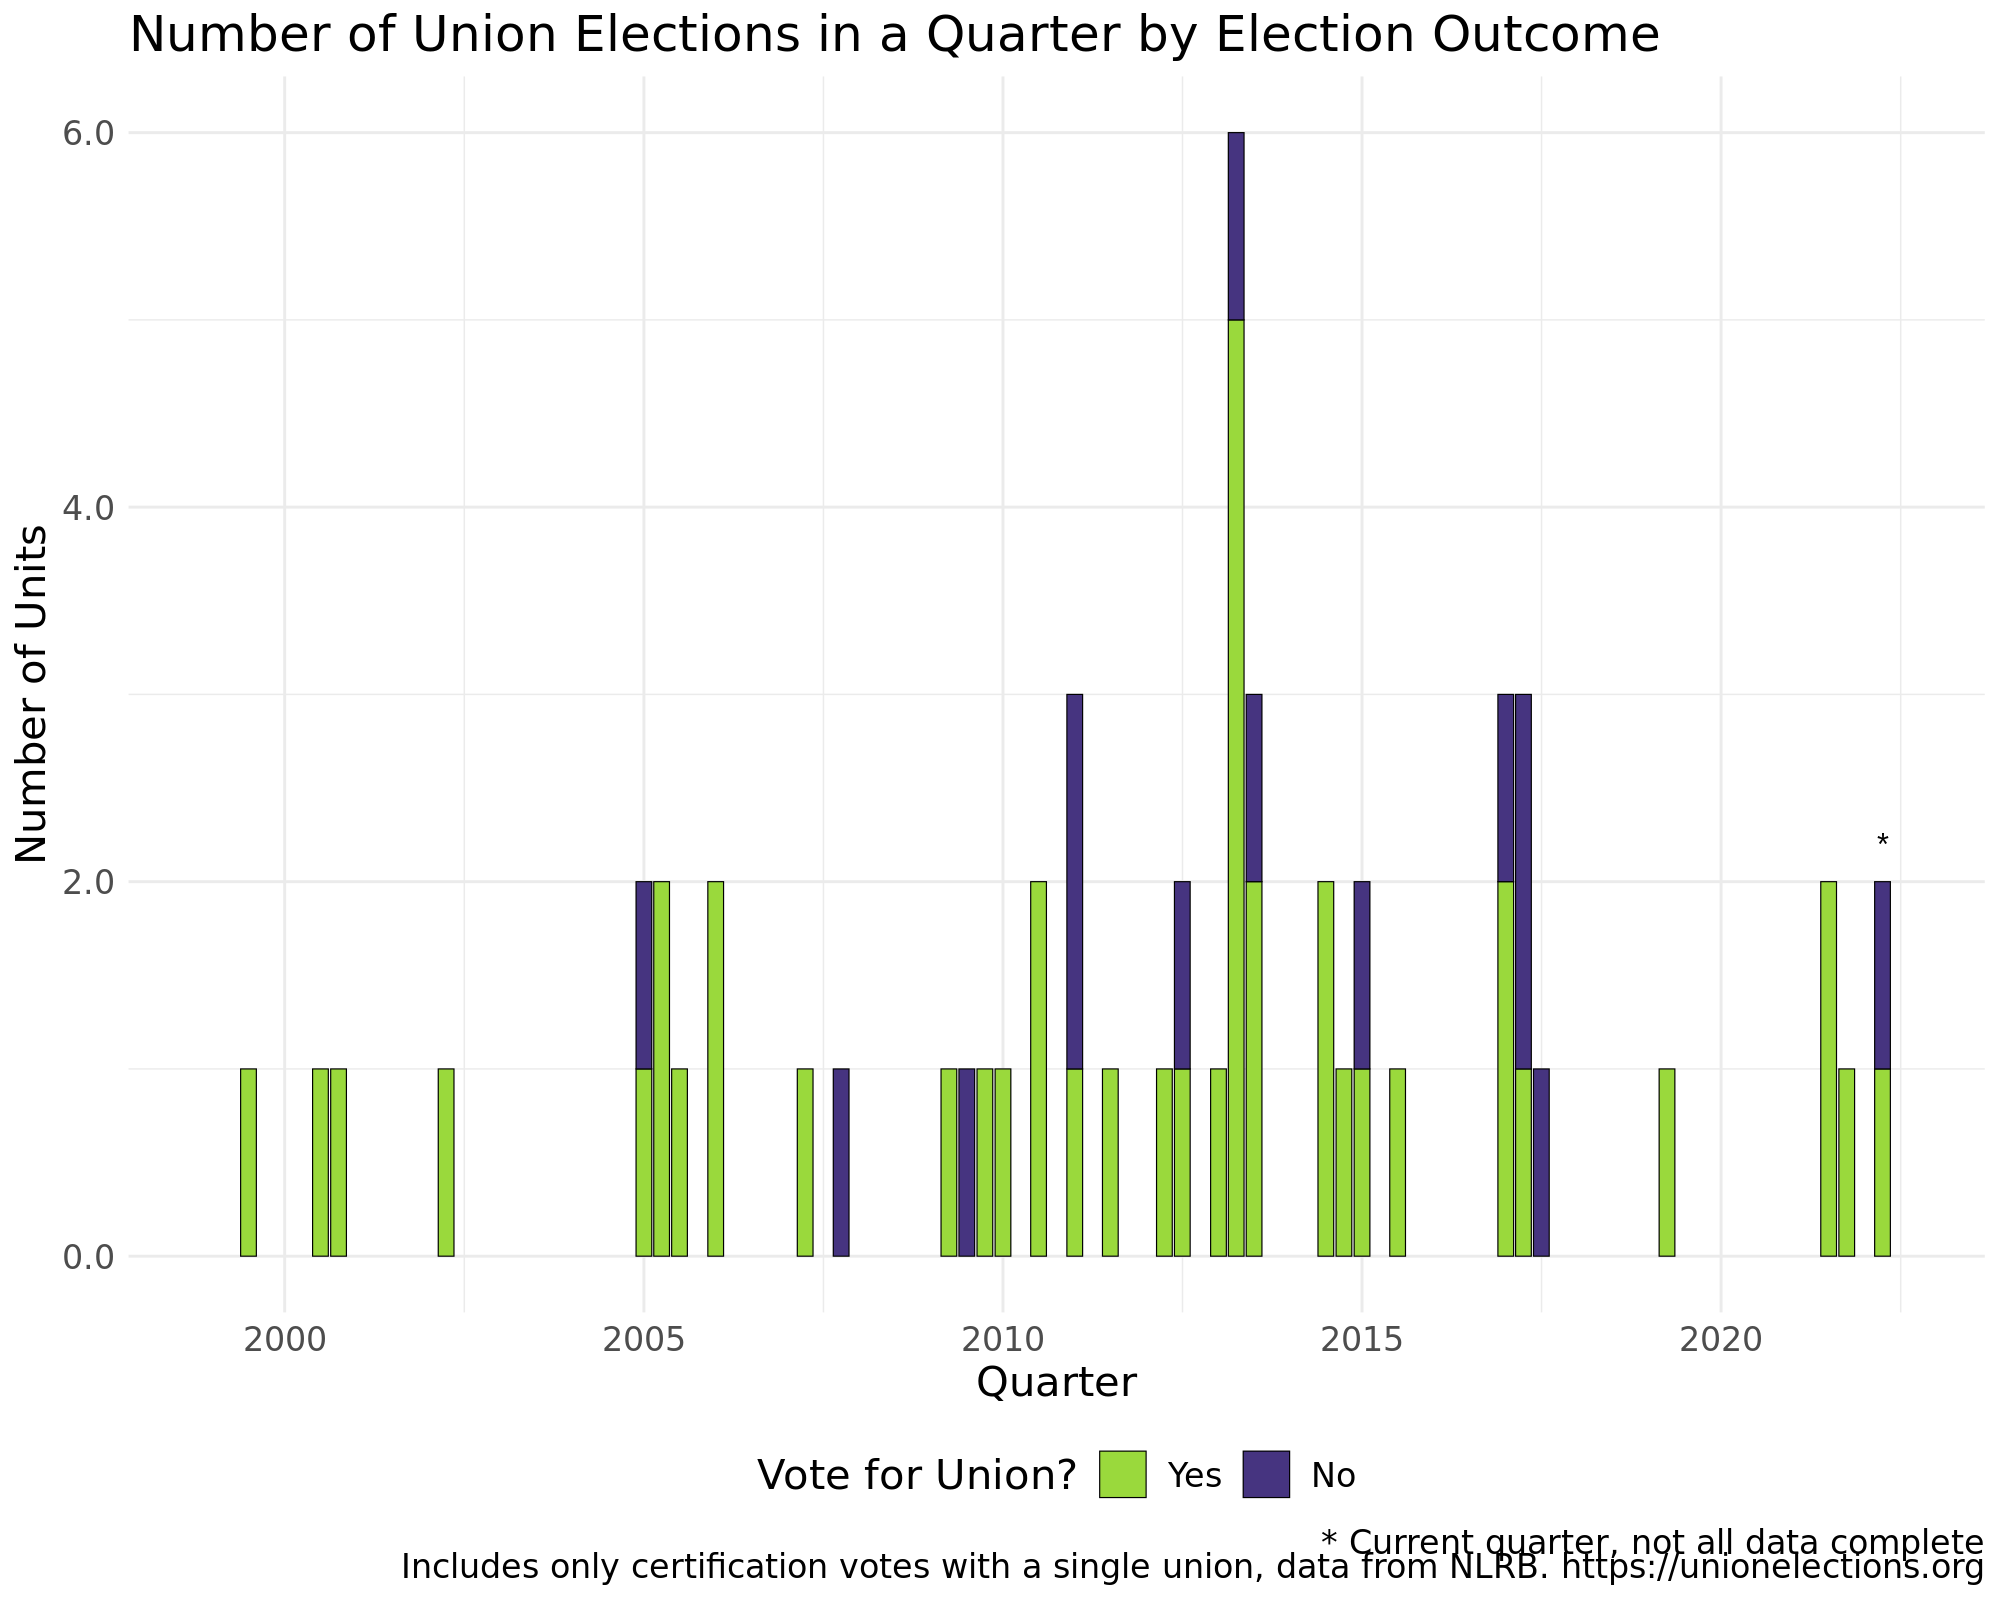 Number of Union Elections in a Quarter by Election Outcome
6.0
4.0
2.0
0.0
Number of Units
*
2000 2005 2010 2015 2020
Quarter
Vote for Union? Yes No
* Current quarter, not all data complete
Includes only certification votes with a single union, data from NLRB. https://unionelections.org